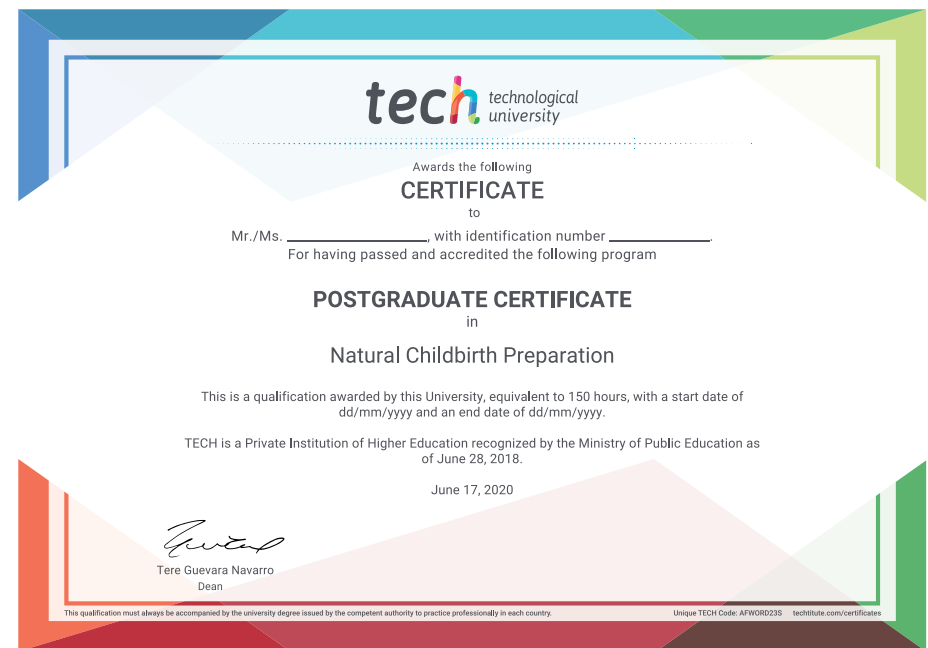 tech technological
university
Awards the following
CERTIFICATE
to
Mr./Ms. ____________________, with identification number ______________.
For having passed and accredited the following program
POSTGRADUATE CERTIFICATE
in
Natural Childbirth Preparation
This is a qualification awarded by this University, equivalent to 150 hours, with a start date of
dd/mm/yyyy and an end date of dd/mm/yyyy.
TECH is a Private Institution of Higher Education recognized by the Ministry of Public Education as
of June 28, 2018.
June 17, 2020
Tere Guevara Navarro
Dean
This qualification must always be accompanied by the university degree issued by the competent authority to practice professionally in each country. Unique TECH Code: AFWORD23S techtitute.com/certificates